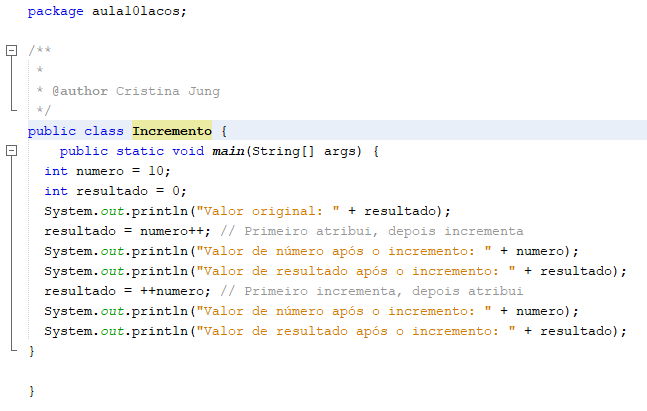 package aula10lacos;
/**
 *
 * @author Cristina Jung
 */
public class Incremento {
    public static void main(String[] args) {
  int numero = 10;
  int resultado = 0;
  System.out.println("Valor original: " + resultado);
  resultado = numero++; // Primeiro atribui, depois incrementa
  System.out.println("Valor de número após o incremento: " + numero);
  System.out.println("Valor de resultado após o incremento: " + resultado);
  resultado = ++numero; // Primeiro incrementa, depois atribui
  System.out.println("Valor de número após o incremento: " + numero);
  System.out.println("Valor de resultado após o incremento: " + resultado);
}
}